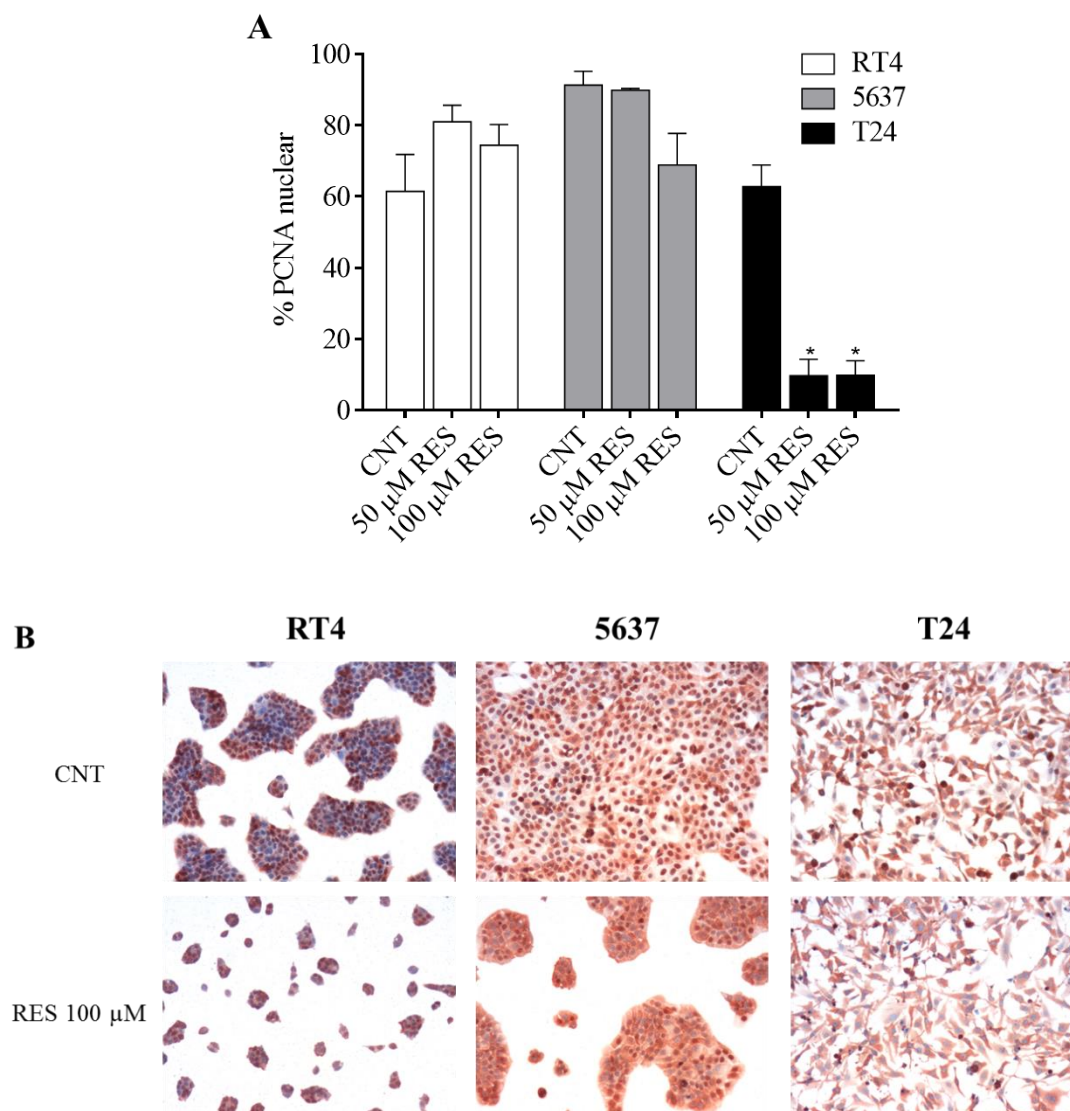 A
% PCNA nuclear
100
80
60
40
20
0
RT4
5637
T24
CNT
50 µM RES
100 µM RES
CNT
50 µM RES
100 µM RES
CNT
50 µM RES
100 µM RES
*
*
B
RT4
5637
T24
CNT
RES 100 µM